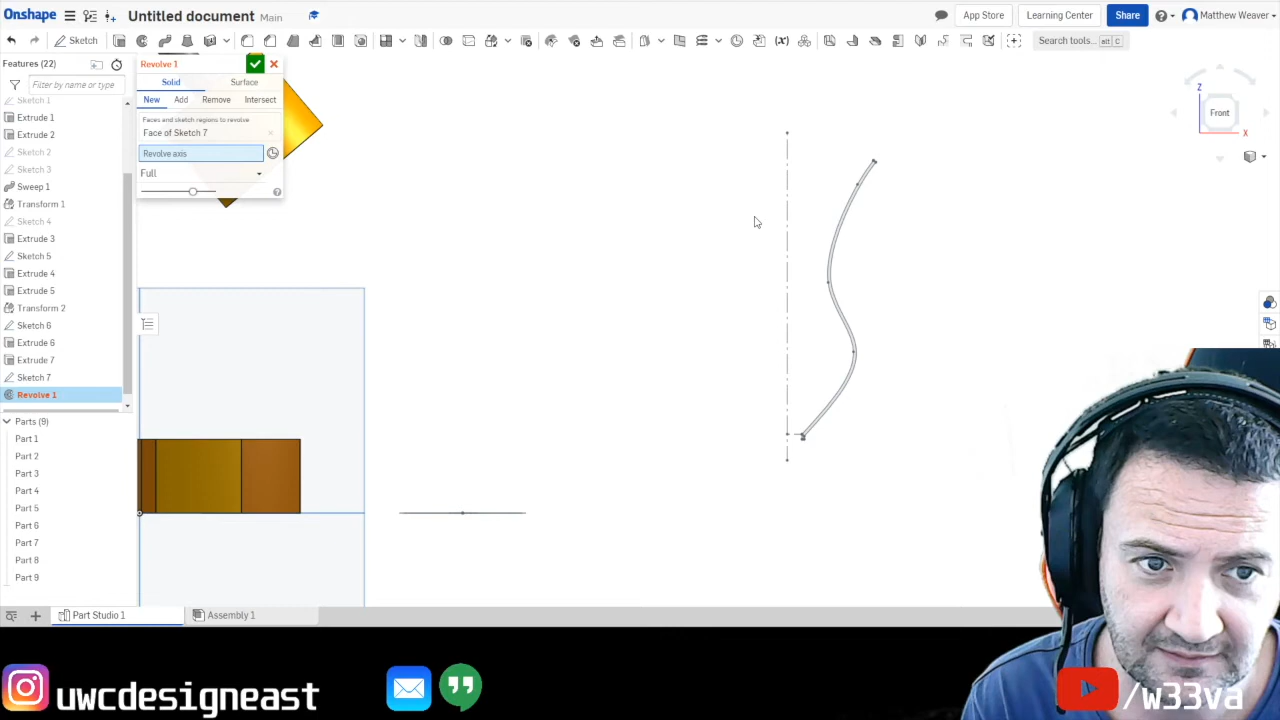 Onshape
Untitled document Main
App Store
Learning Center
Share
Matthew Weaver
Sketch
Search tools...
alt C
Features (22)
Filter by name or type
Sketch 1
Extrude 1
Extrude 2
Sketch 2
Sketch 3
Sweep 1
Transform 1
Sketch 4
Extrude 3
Sketch 5
Extrude 4
Extrude 5
Transform 2
Sketch 6
Extrude 6
Extrude 7
Sketch 7
Revolve 1
Parts (9)
Part 1
Part 2
Part 3
Part 4
Part 5
Part 6
Part 7
Part 8
Part 9
Revolve 1
Solid
Surface
New
Add
Remove
Intersect
Faces and sketch regions to revolve
Face of Sketch 7
Revolve axis
Full
Z
Front
X
Part Studio 1
Assembly 1
uwcdesigneast
/w33va